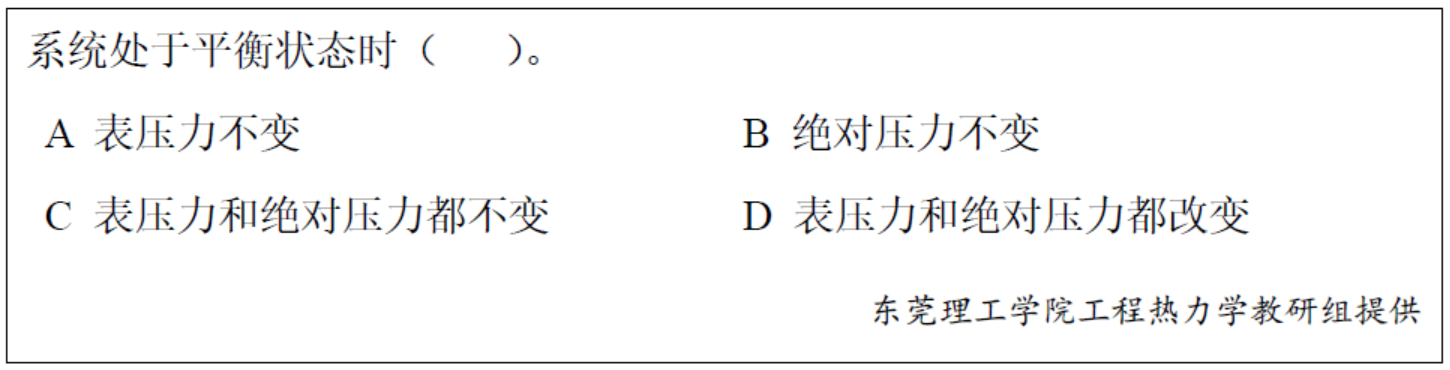 系统处于平衡状态时（　　）。
A 表压力不变　　B 绝对压力不变
C 表压力和绝对压力都不变　　D 表压力和绝对压力都改变
东莞理工学院工程热力学教研组提供